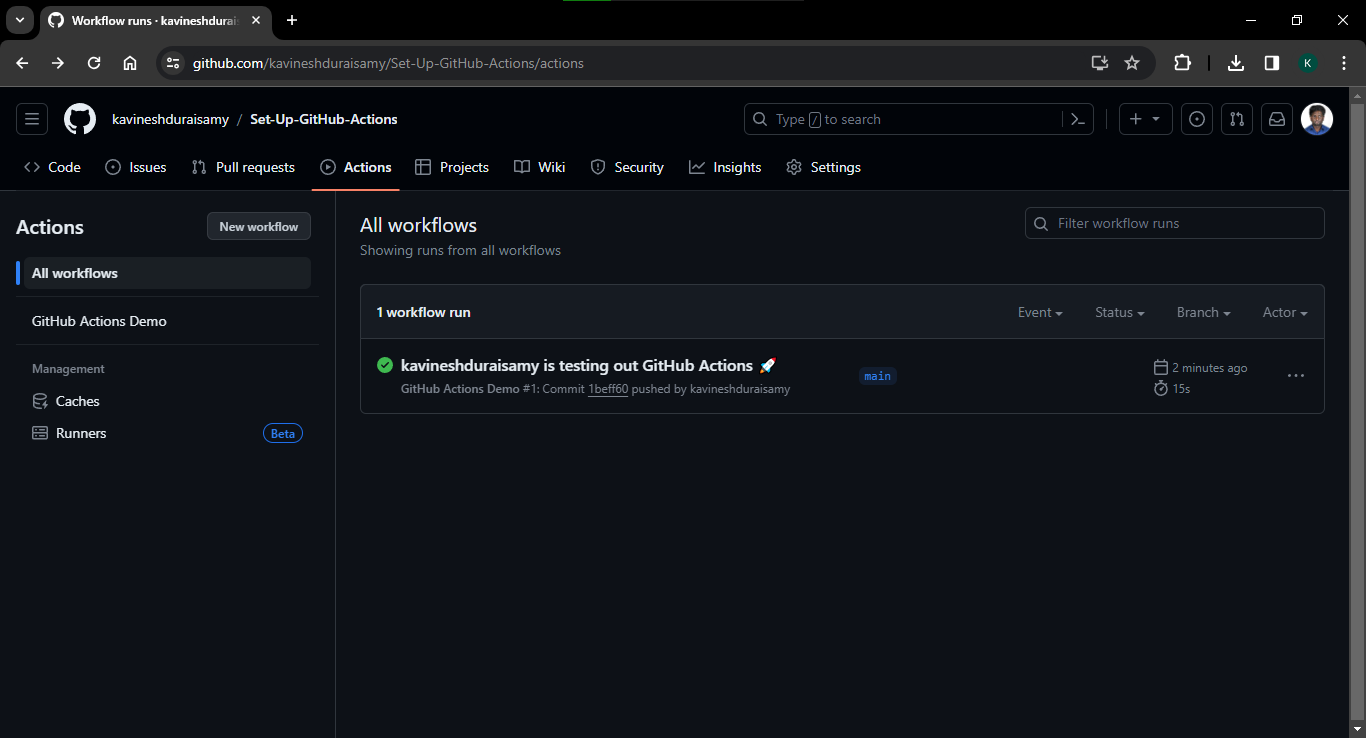 Workflow runs · kavineshdurai
github.com/kavineshduraisamy/Set-Up-GitHub-Actions/actions
K
kavineshduraisamy / Set-Up-GitHub-Actions
Type / to search
Code Issues Pull requests Actions Projects Wiki Security Insights Settings
Actions
New workflow
All workflows
GitHub Actions Demo
Management
Caches
Runners
Beta
All workflows
Showing runs from all workflows
Filter workflow runs
1 workflow run
Event Status Branch Actor
kavineshduraisamy is testing out GitHub Actions 🚀
GitHub Actions Demo #1: Commit 1beff60 pushed by kavineshduraisamy
main
2 minutes ago
15s